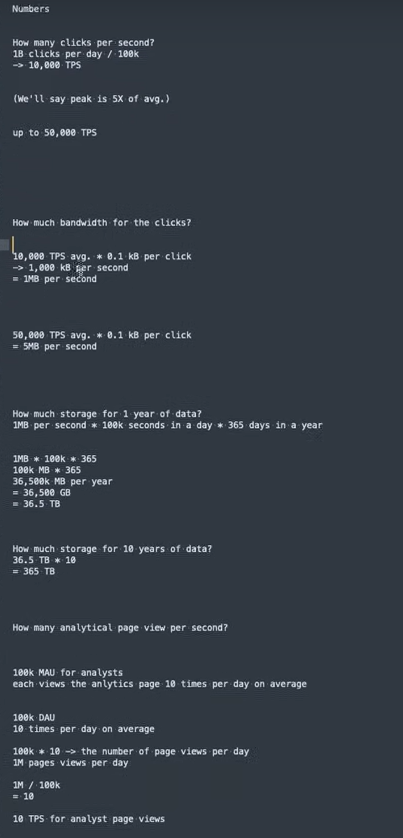 Numbers
How many clicks per second?
1B clicks per day / 100k
-> 10,000 TPS
(We'll say peak is 5X of avg.)
up to 50,000 TPS
How much bandwidth for the clicks?
10,000 TPS avg. * 0.1 kB per click
-> 1,000 kB per second
= 1MB per second
50,000 TPS avg. * 0.1 kB per click
= 5MB per second
How much storage for 1 year of data?
1MB per second * 100k seconds in a day * 365 days in a year
1MB * 100k * 365
100k MB * 365
36,500k MB per year
= 36,500 GB
= 36.5 TB
How much storage for 10 years of data?
36.5 TB * 10
= 365 TB
How many analytical page view per second?
100k MAU for analysts
each views the anlytics page 10 times per day on average
100k DAU
10 times per day on average
100k * 10 -> the number of page views per day
1M pages views per day
1M / 100k
= 10
10 TPS for analyst page views